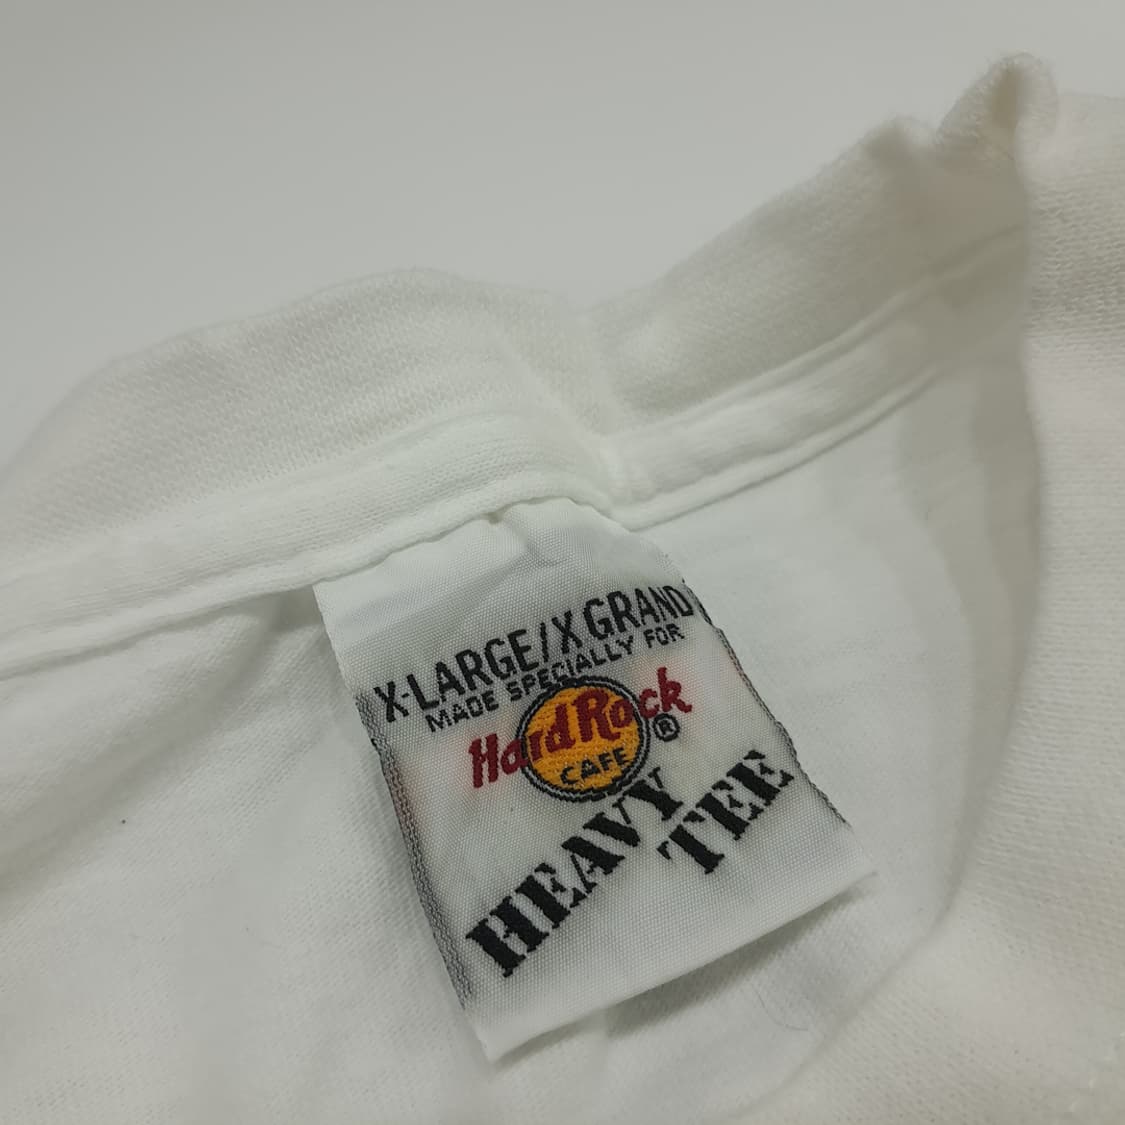 X-LARGE/X GRAND
MADE SPECIALLY FOR
Hard Rock
CAFE ®
HEAVY
TEE